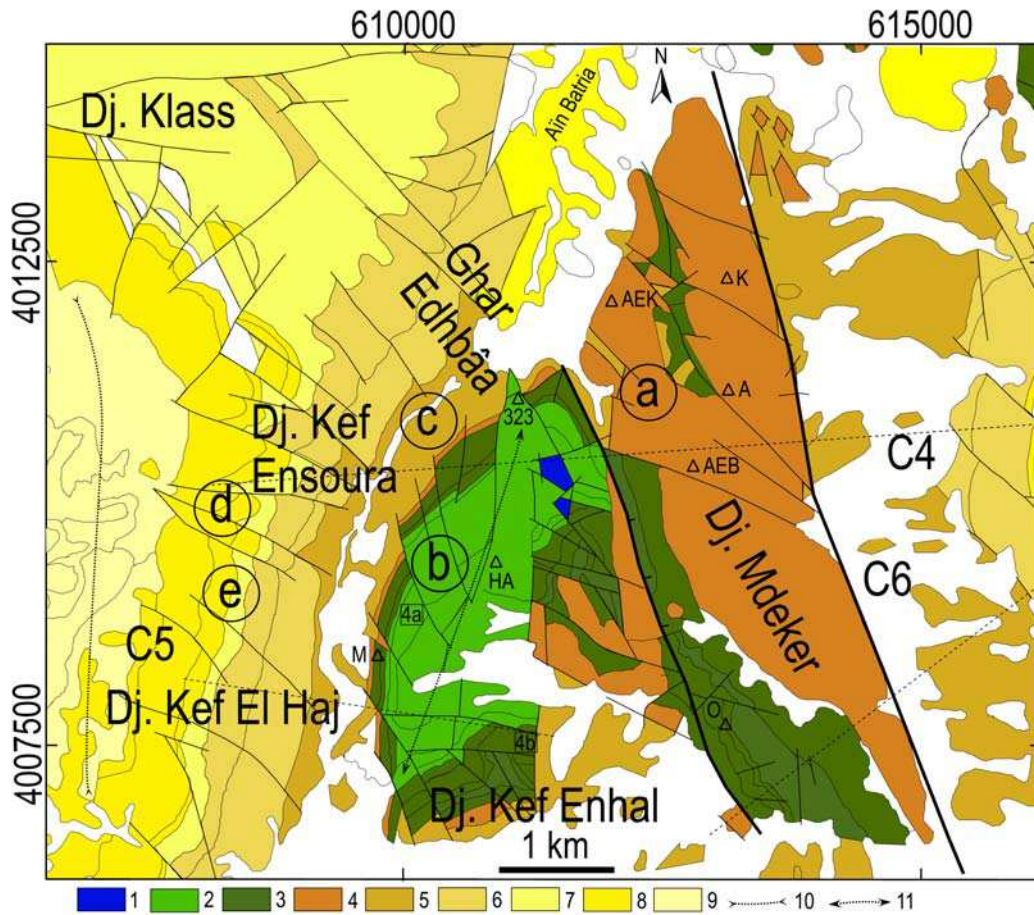 610000 615000
N
Dj. Klass
Aïn Batria
4012500
Ghar
Edhbâa
K
AEK
a
A
c
323
Dj. Kef
Ensoura
C4
AEB
d
Dj. Mdeker
b
HA
C6
e
4a
C5
M
Dj. Kef El Haj
O
4007500
4b
Dj. Kef Enhal
1 km
1 2 3 4 5 6 7 8 9 10 11